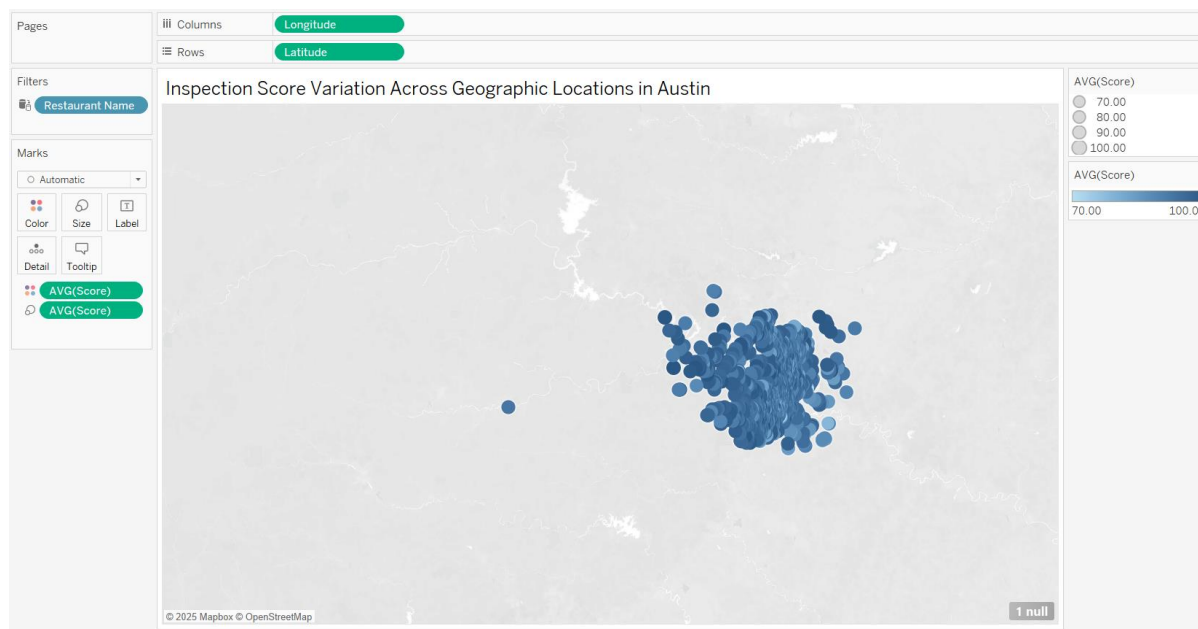 Pages
Columns
Longitude
Rows
Latitude
Filters
Restaurant Name
Marks
Automatic
Color
Size
Label
Detail
Tooltip
AVG(Score)
AVG(Score)
Inspection Score Variation Across Geographic Locations in Austin
© 2025 Mapbox © OpenStreetMap
1 null
AVG(Score)
70.00
80.00
90.00
100.00
AVG(Score)
70.00 100.0